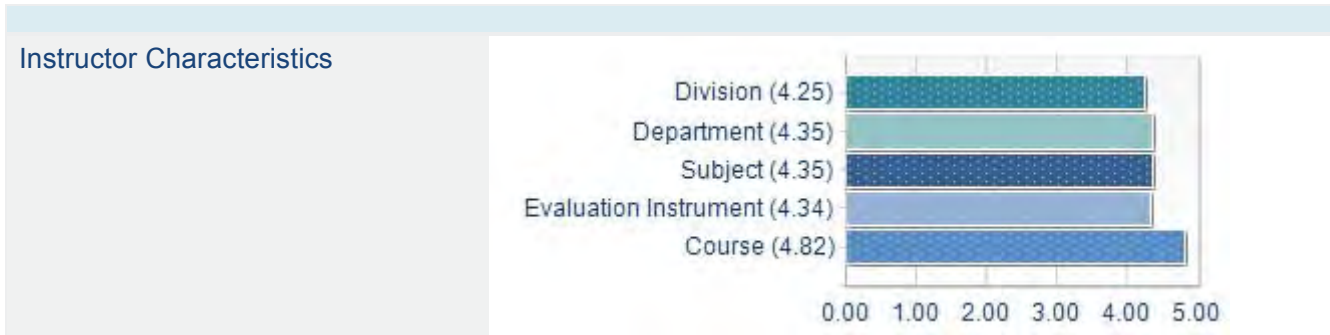 Instructor Characteristics
Division (4.25)
Department (4.35)
Subject (4.35)
Evaluation Instrument (4.34)
Course (4.82)
0.00 1.00 2.00 3.00 4.00 5.00